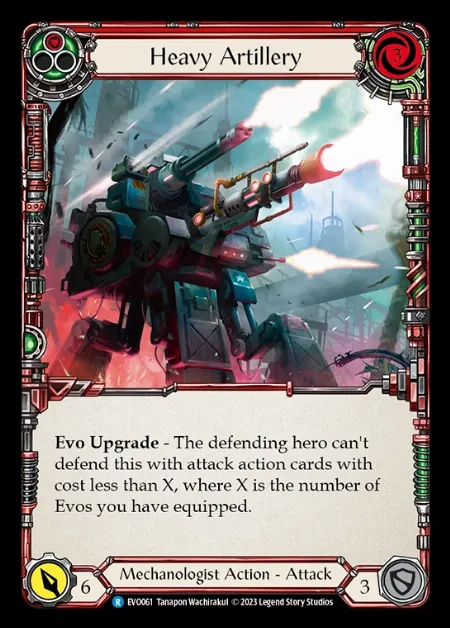 Heavy Artillery
3
Evo Upgrade - The defending hero can't
defend this with attack action cards with
cost less than X, where X is the number of
Evos you have equipped.
6
Mechanologist Action - Attack
3
R EVO061 Tanapon Wachirakul © 2023 Legend Story Studios